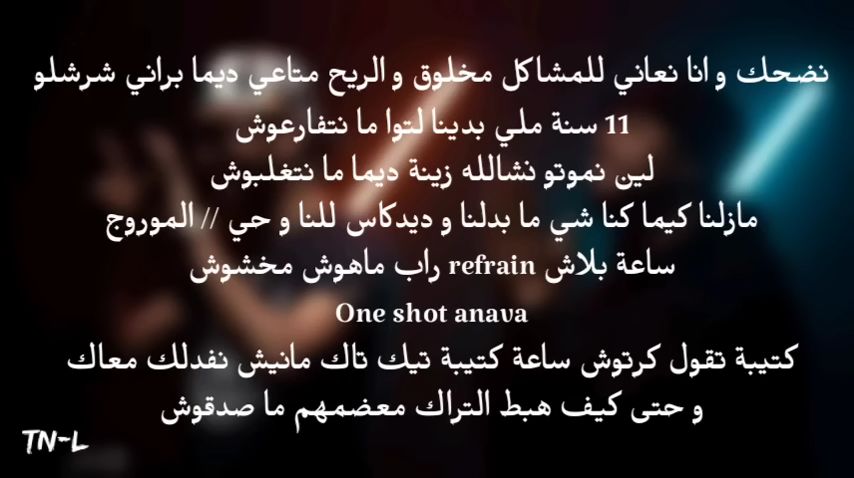 نضحك و انا نعاني للمشاكل مخلوق و الريح متاعي ديما براني شرشلو
11 سنة ملي بدينا لتوا ما نتفارعوش
لين نموتو نشالله زينة ديما ما نتغلبوش
مازلنا كيما كنا شي ما بدلنا و ديدكاس للنا و حي // الموروج
ساعة بلاش refrain راب ماهوش مخشوش
One shot anava
كتيبة تقول كرتوش ساعة كتيبة تيك تاك مانيش نفدلك معاك
و حتى كيف هبط التراك معضمهم ما صدقوش
TN-L